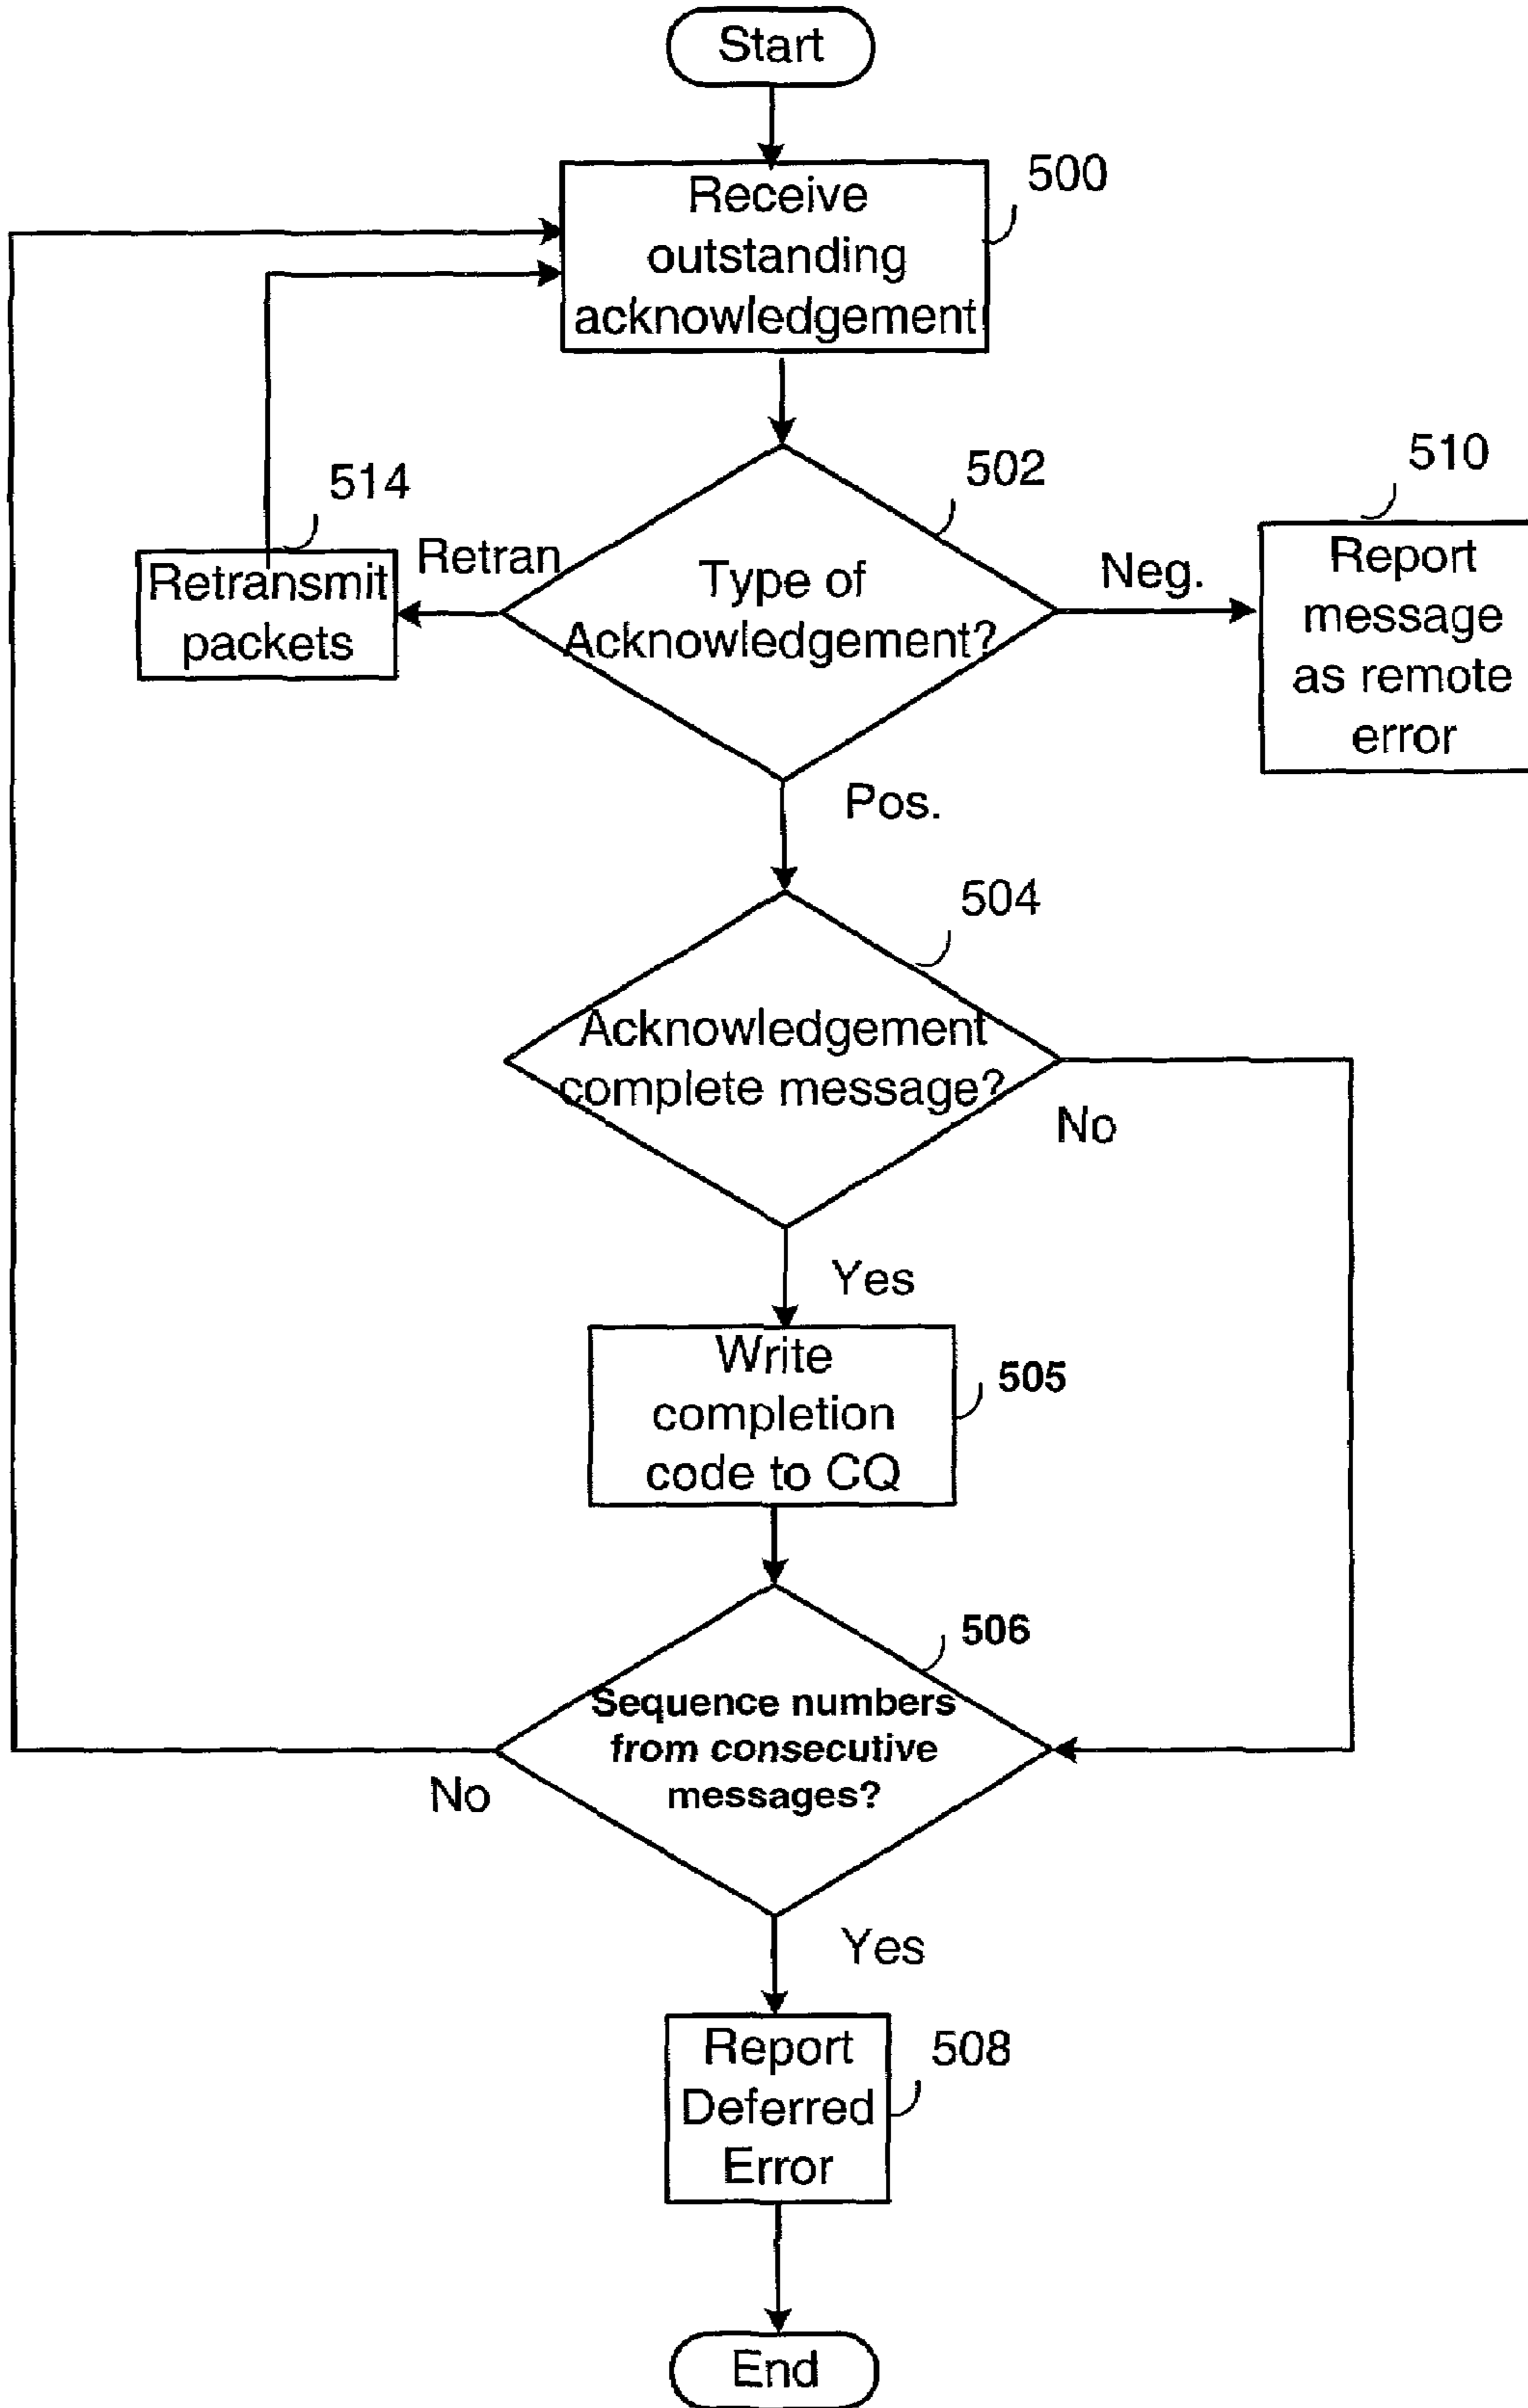 Start
Receive
outstanding
acknowledgement
500
Type of
Acknowledgement?
502
Retran
514
Retransmit
packets
Neg.
510
Report
message
as remote
error
Pos.
504
Acknowledgement
complete message?
No
Yes
Write
completion
code to CQ
505
506
Sequence numbers
from consecutive
messages?
No
Yes
Report
Deferred
Error
508
End